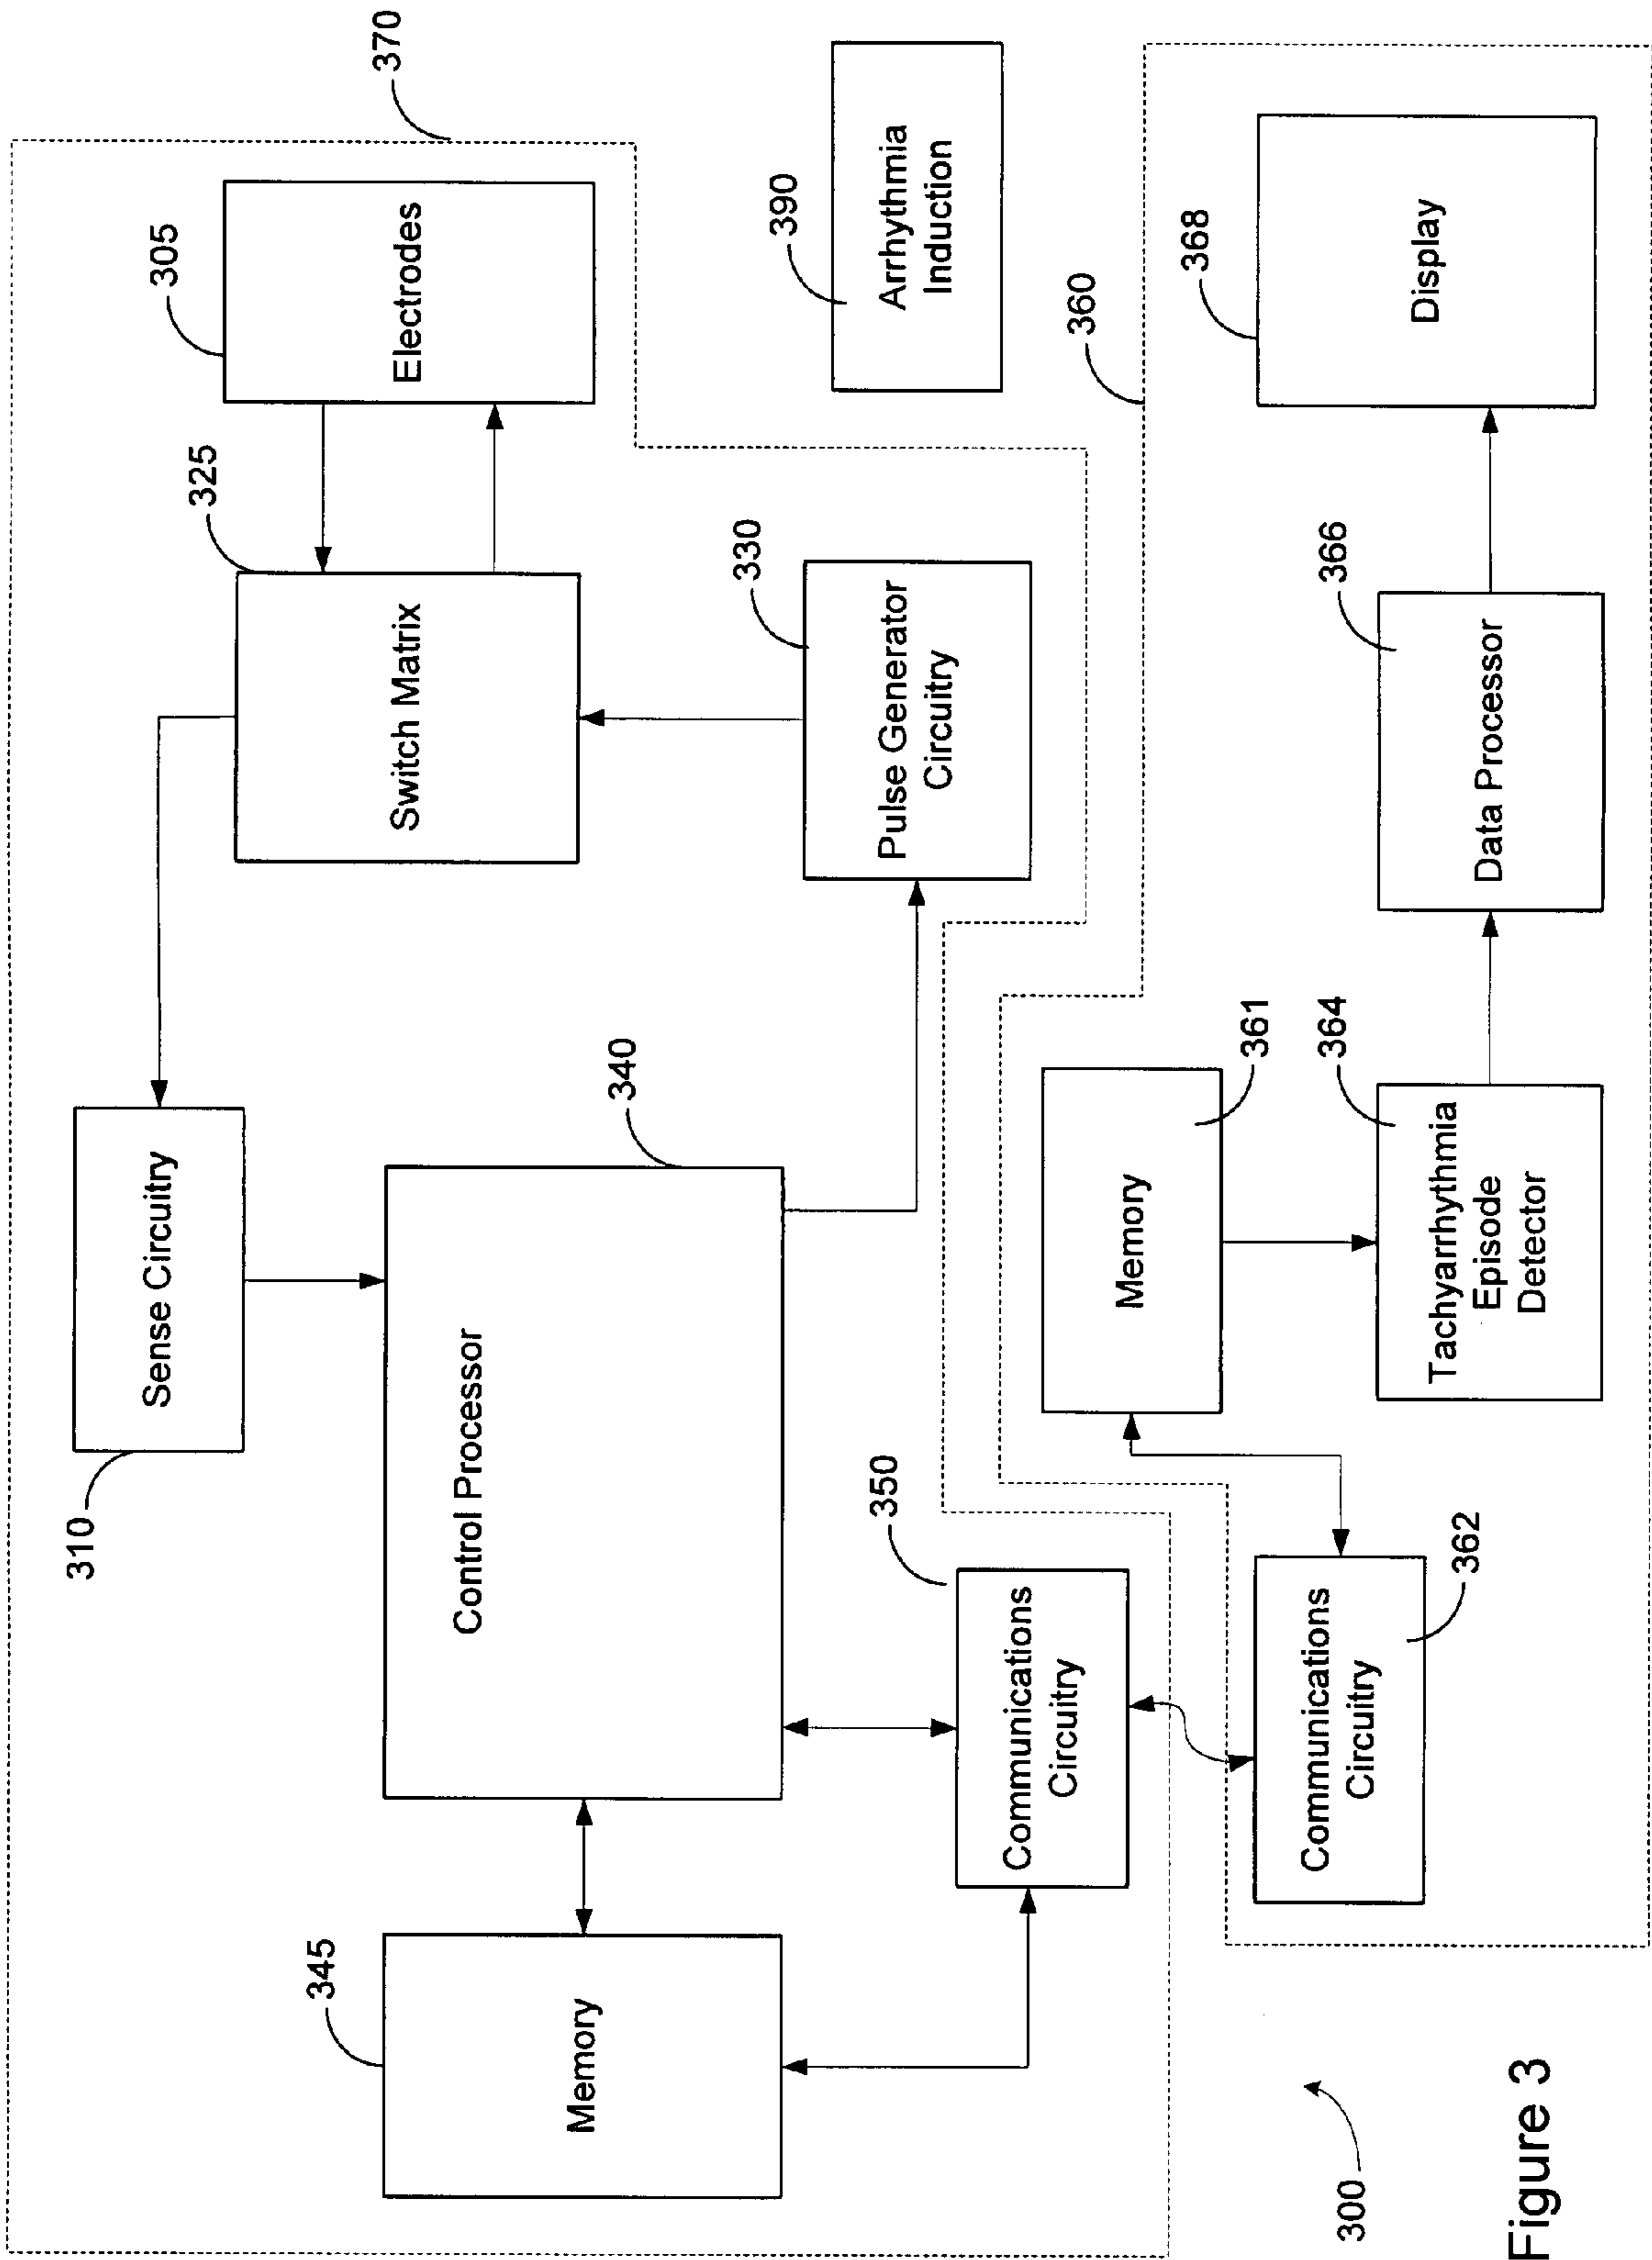 370
310
Sense Circuitry
325
305
Switch Matrix
Electrodes
345
Memory
Control Processor
340
330
Pulse Generator
Circuitry
390
Arrhythmia
Induction
350
Communications
Circuitry
360
Memory
361
362
Communications
Circuitry
364
Tachyarrhythmia
Episode
Detector
366
Data Processor
368
Display
300
Figure 3